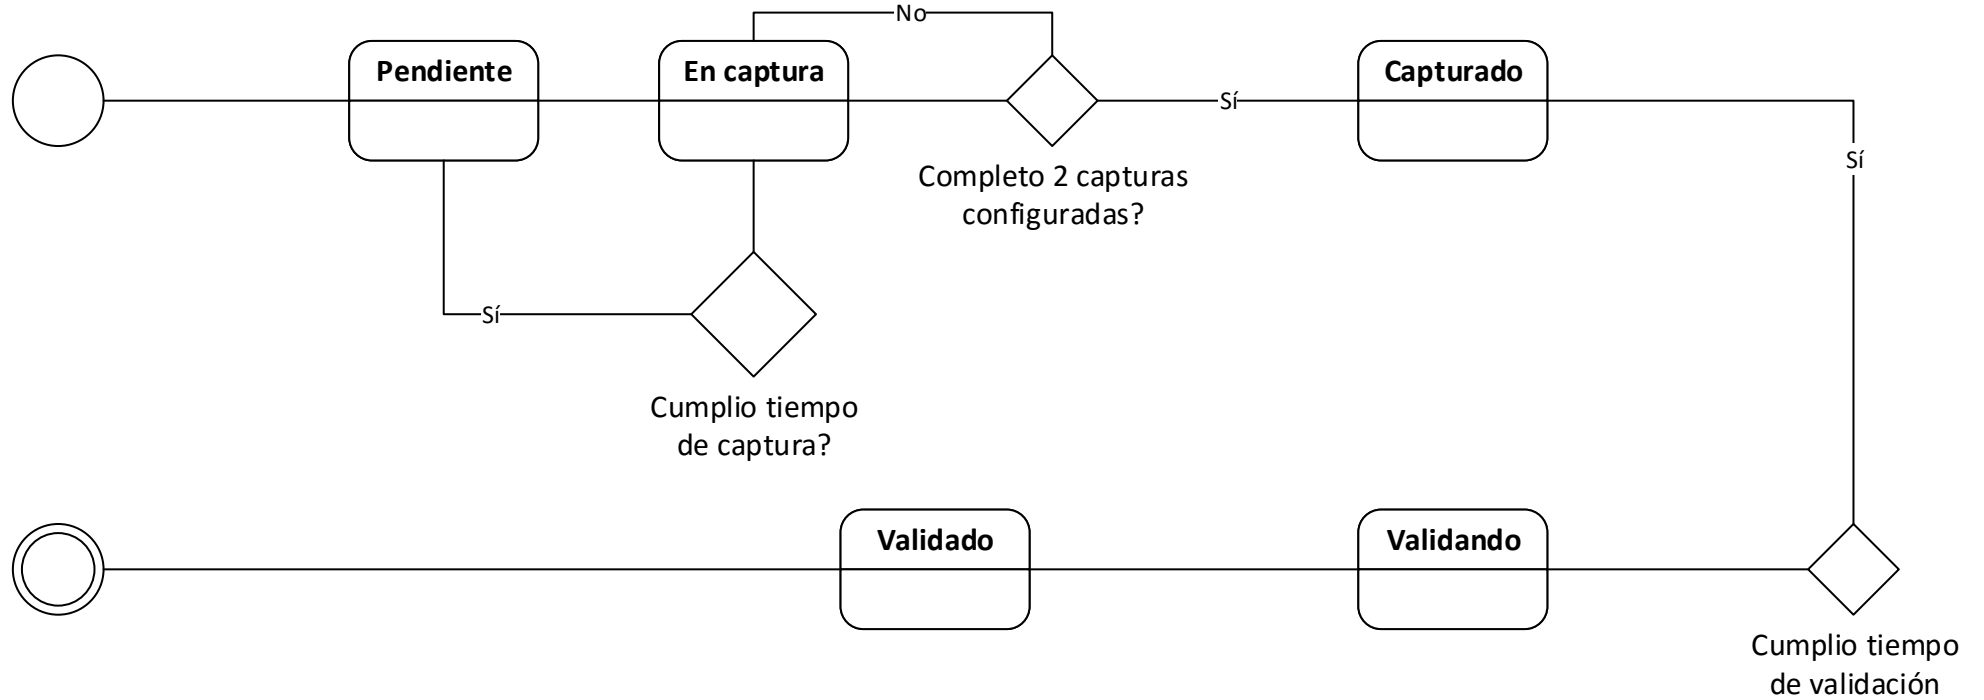 No
Pendiente
En captura
Capturado
Sí
Sí
Completo 2 capturas
configuradas?
Sí
Cumplio tiempo
de captura?
Validado
Validando
Cumplio tiempo
de validación